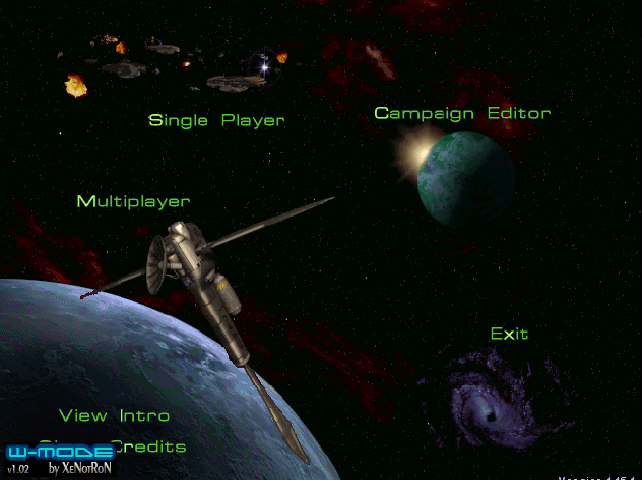 Single Player
Campaign Editor
Multiplayer
Exit
View Intro
Credits
W-MODE
v1.02 by XENOTRON